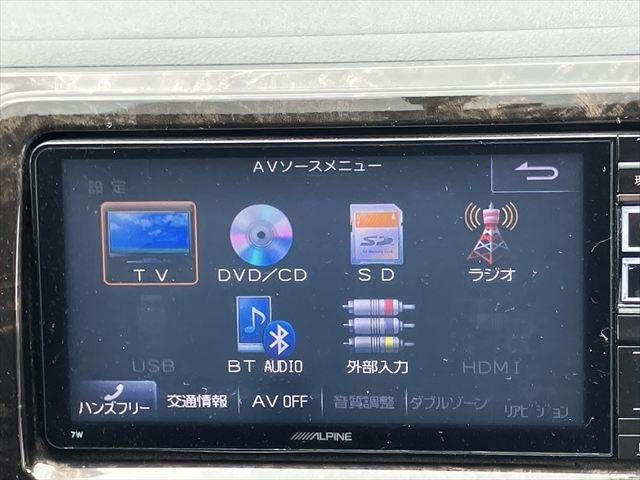 AVソースメニュー
設定
TV
DVD/CD
SD
ラジオ
USB
BT AUDIO
外部入力
HDMI
ハンズフリー
交通情報
AV OFF
音質調整
ダブルゾーン
リアビジョン
7W
ALPINE
現